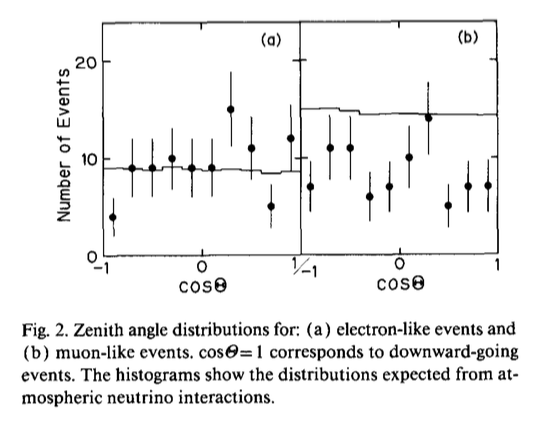 (a)
(b)
20
10
0
Number of Events
-1
0
1/-1
0
1
cosΘ
cosΘ
Fig. 2. Zenith angle distributions for: (a) electron-like events and
(b) muon-like events. cosΘ=1 corresponds to downward-going
events. The histograms show the distributions expected from at-
mospheric neutrino interactions.